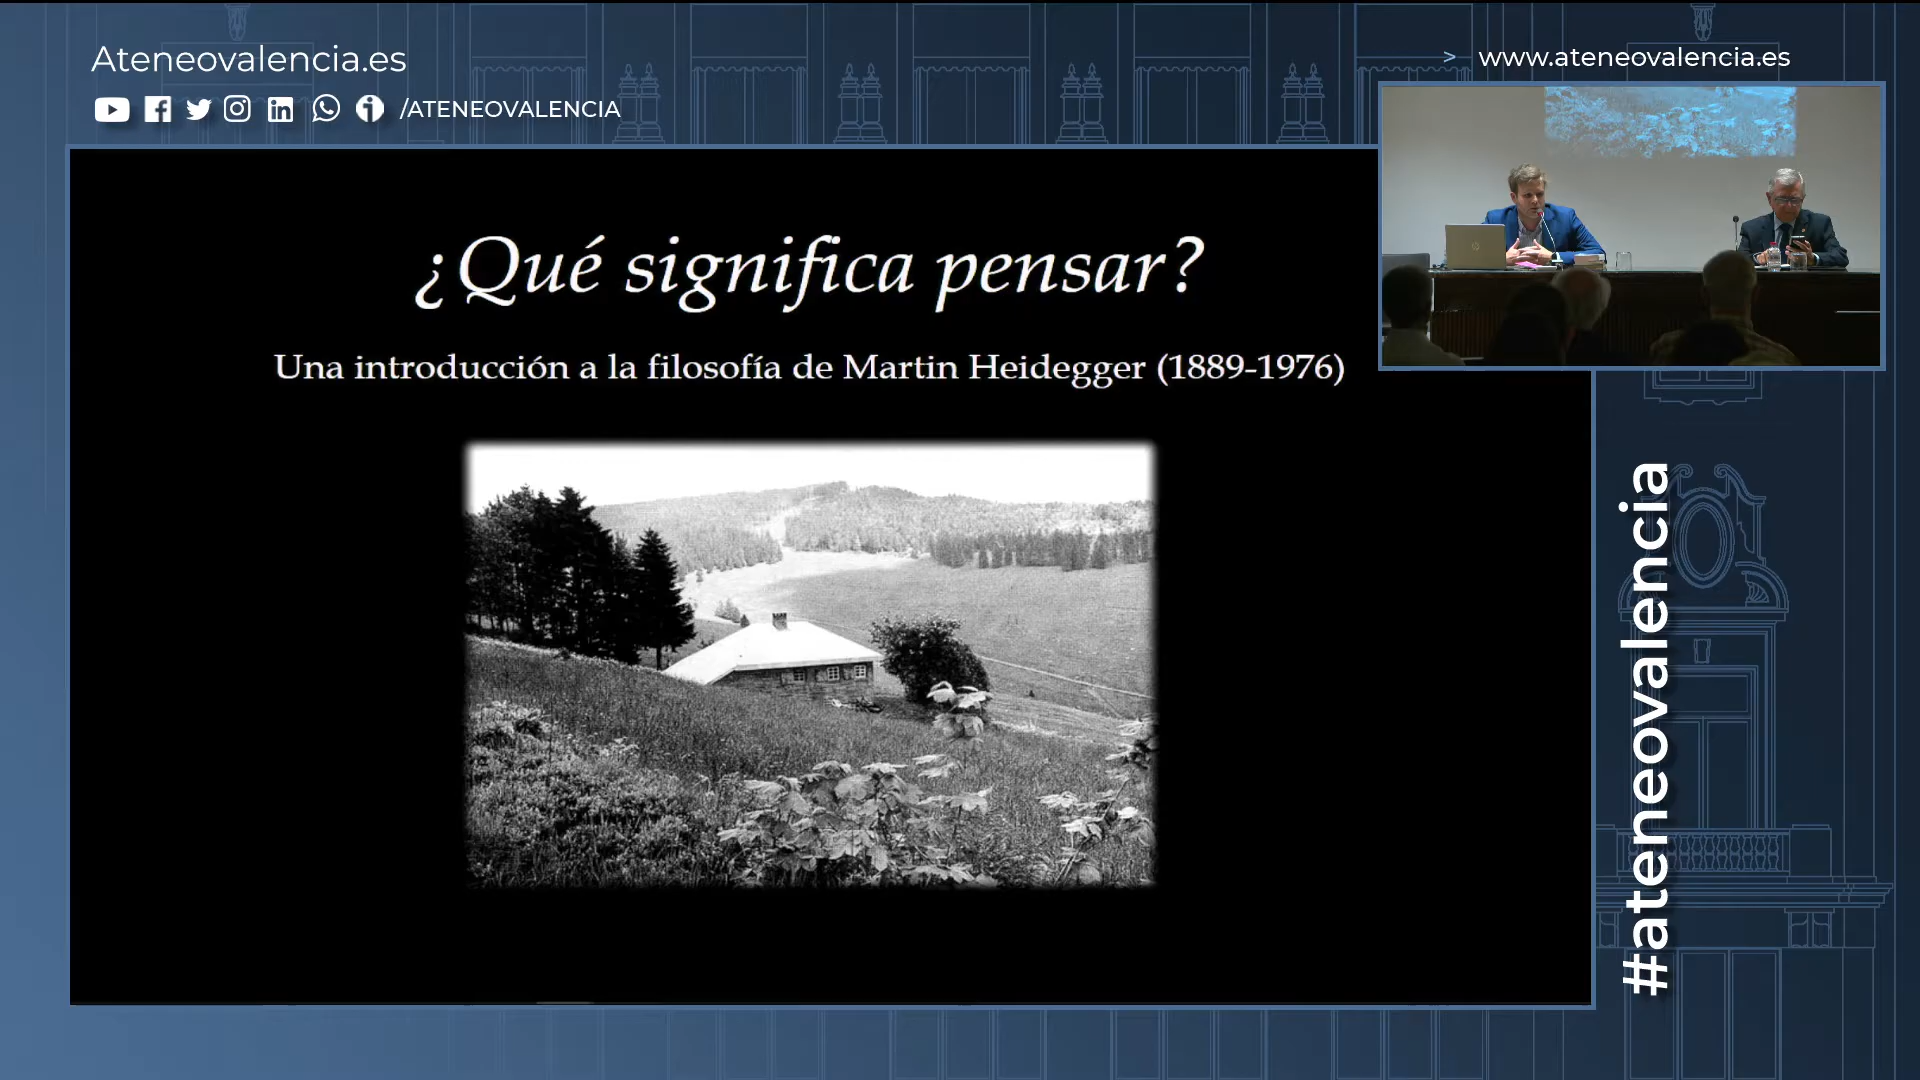 Ateneovalencia.es
/ATENEOVALENCIA
> www.ateneovalencia.es
¿Qué significa pensar?
Una introducción a la filosofía de Martin Heidegger (1889-1976)
#ateneovalencia